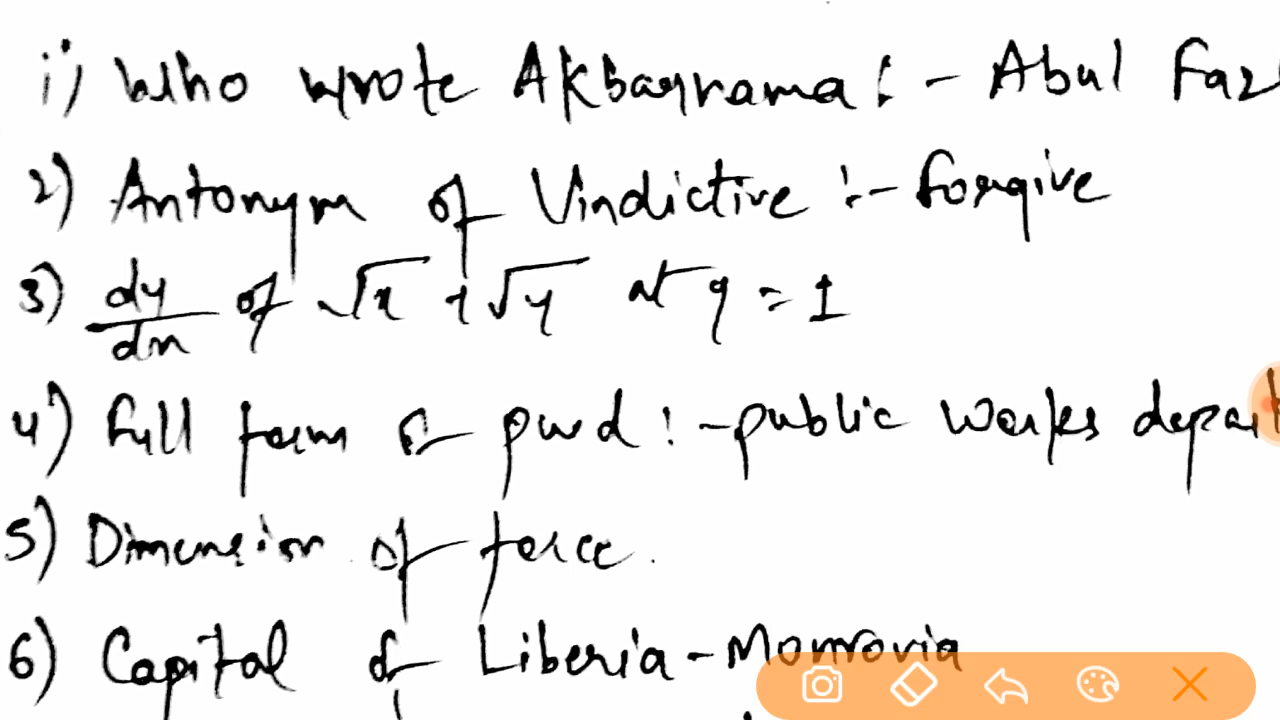 1) Who wrote Akbarnama :- Abul Faz
2) Antonym of Vindictive :- forgive
3) dy/dx of √x + √y at y = 1
4) Full form of pwd :- public works depart
5) Dimension of force.
6) Capital of Liberia - Monrovia